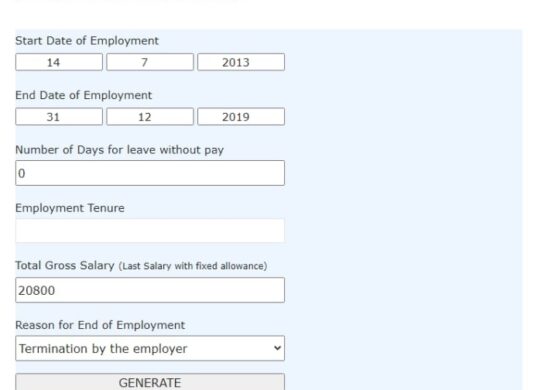 Start Date of Employment
14 7 2013
End Date of Employment
31 12 2019
Number of Days for leave without pay
0
Employment Tenure
Total Gross Salary (Last Salary with fixed allowance)
20800
Reason for End of Employment
Termination by the employer
GENERATE